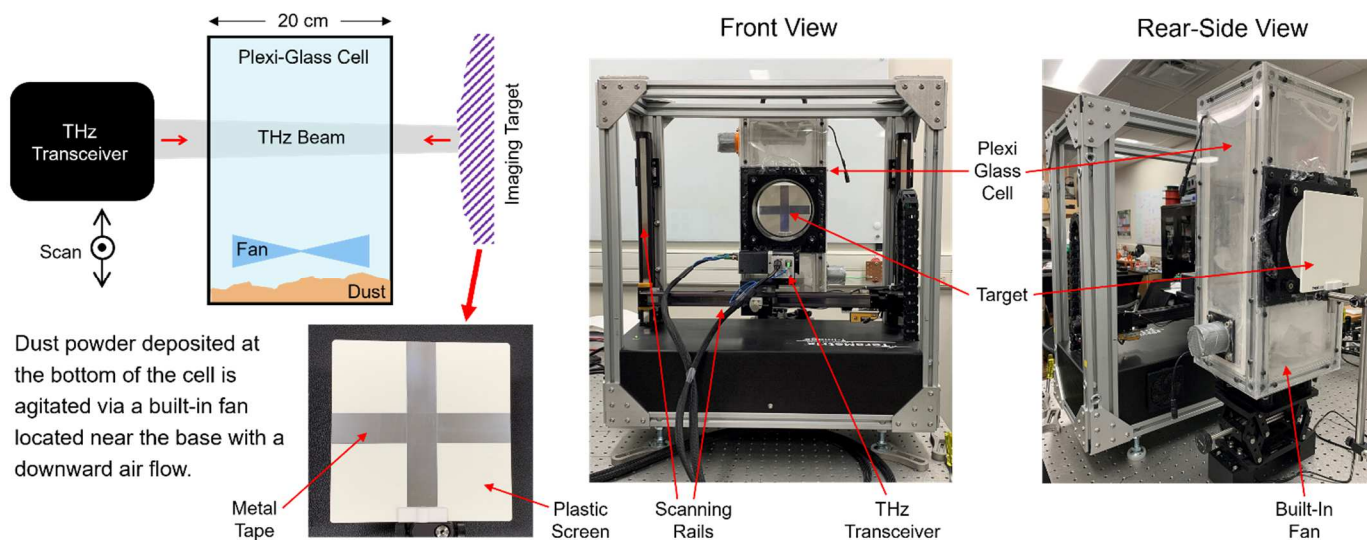 20 cm
Plexi-Glass Cell
THz
Transceiver
THz Beam
Imaging Target
Scan
Fan
Dust
Dust powder deposited at
the bottom of the cell is
agitated via a built-in fan
located near the base with a
downward air flow.
Metal
Tape
Plastic
Screen
Front View
Scanning
Rails
THz
Transceiver
TeraMetrix
Rear-Side View
Plexi
Glass
Cell
Target
Built-In
Fan